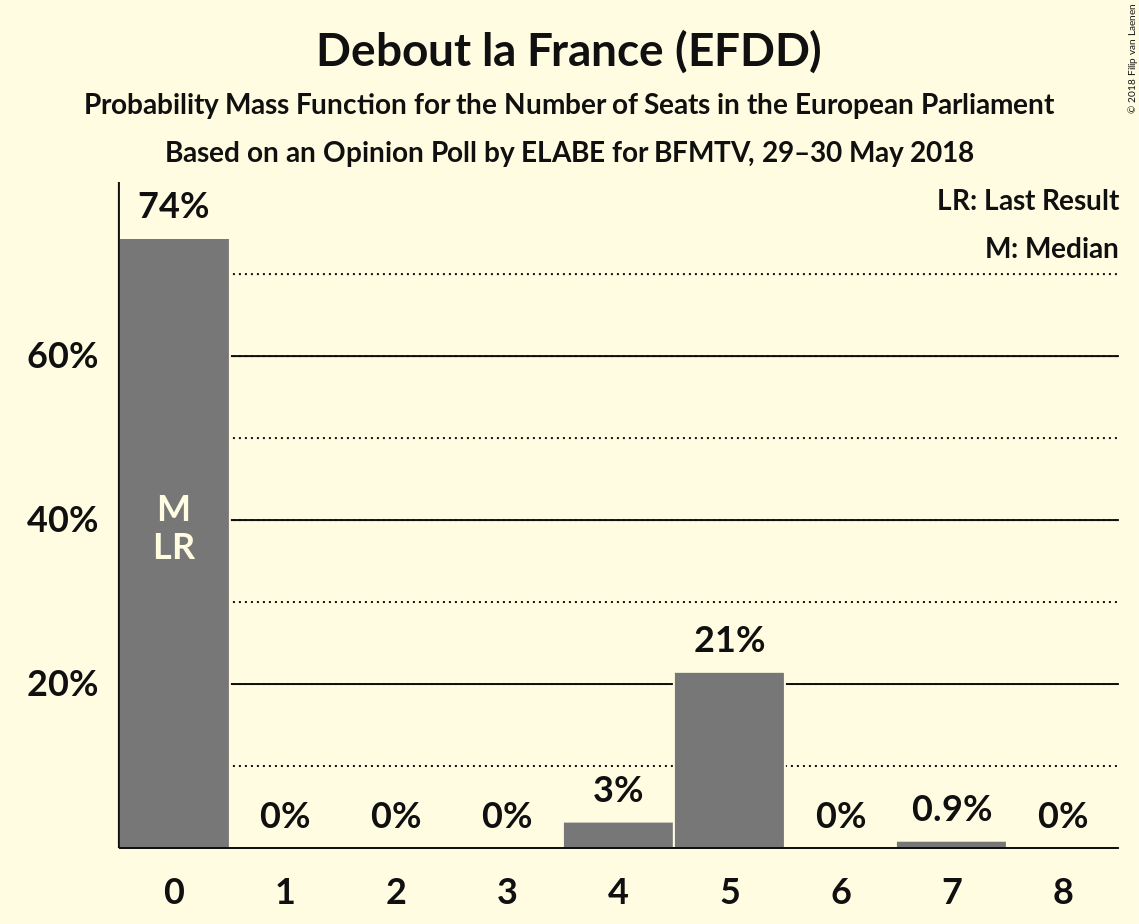 Debout la France (EFDD)
Probability Mass Function for the Number of Seats in the European Parliament
Based on an Opinion Poll by ELABE for BFMTV, 29–30 May 2018
© 2018 Filip van Laenen
LR: Last Result
M: Median
74%
60%
40%
20%
M
LR
0%
0%
0%
3%
21%
0%
0.9%
0%
0
1
2
3
4
5
6
7
8